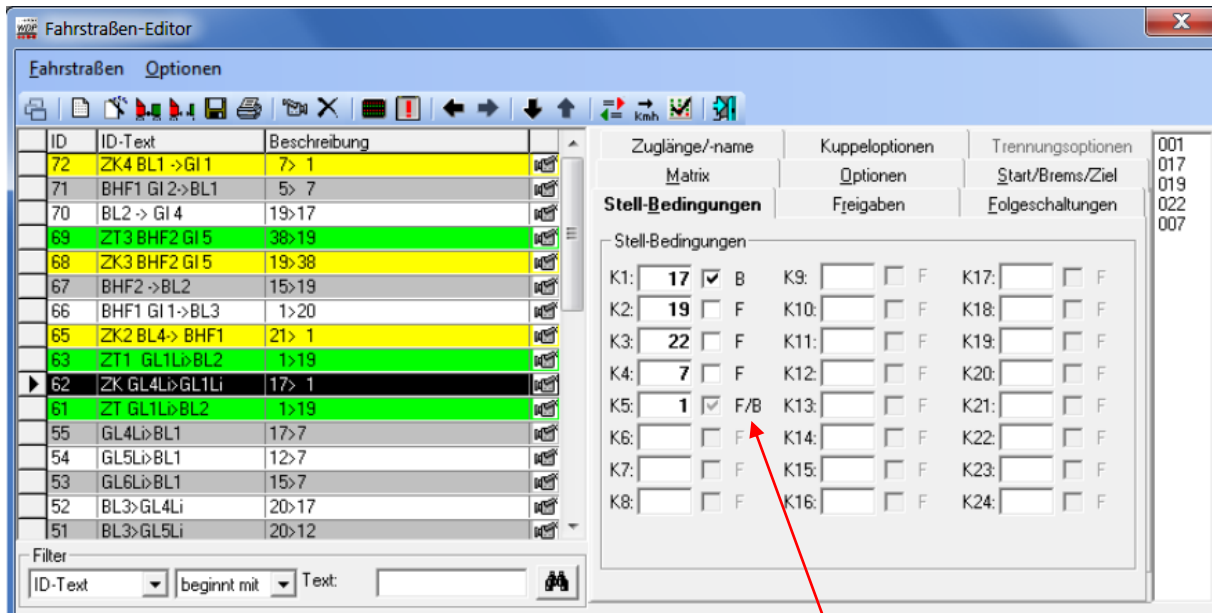 WDP Fahrstraßen-Editor X
Fahrstraßen Optionen
kmh
ID ID-Text Beschreibung
72 ZK4 BL1 ->GI 1 7> 1
71 BHF1 GI 2->BL1 5> 7
70 BL2 -> GI 4 19>17
69 ZT3 BHF2 GI 5 38>19
68 ZK3 BHF2 GI 5 19>38
67 BHF2 ->BL2 15>19
66 BHF1 GI 1->BL3 1>20
65 ZK2 BL4-> BHF1 21> 1
63 ZT1 GL1Li>BL2 1>19
62 ZK GL4Li>GL1Li 17> 1
61 ZT GL1Li>BL2 1>19
55 GL4Li>BL1 17>7
54 GL5Li>BL1 12>7
53 GL6Li>BL1 15>7
52 BL3>GL4Li 20>17
51 BL3>GL5Li 20>12
Filter
ID-Text beginnt mit Text:
Zuglänge/-name Kuppeloptionen Trennungsoptionen
Matrix Optionen Start/Brems/Ziel
Stell-Bedingungen Freigaben Folgeschaltungen
Stell-Bedingungen
K1: 17 B K9: F K17: F
K2: 19 F K10: F K18: F
K3: 22 F K11: F K19: F
K4: 7 F K12: F K20: F
K5: 1 F/B K13: F K21: F
K6: F K14: F K22: F
K7: F K15: F K23: F
K8: F K16: F K24: F
001
017
019
022
007